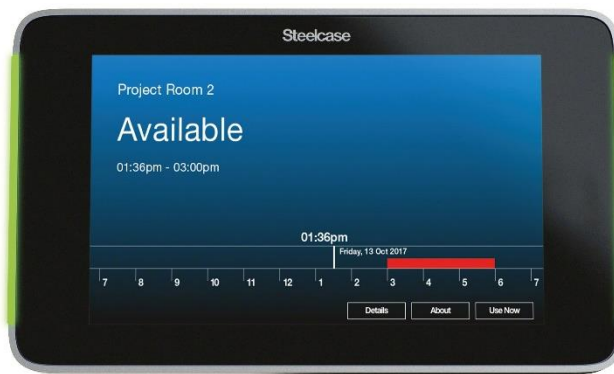 Steelcase
Project Room 2
Available
01:36pm - 03:00pm
01:36pm
Friday, 13 Oct 2017
7 8 9 10 11 12 1 2 3 4 5 6 7
Details About Use Now